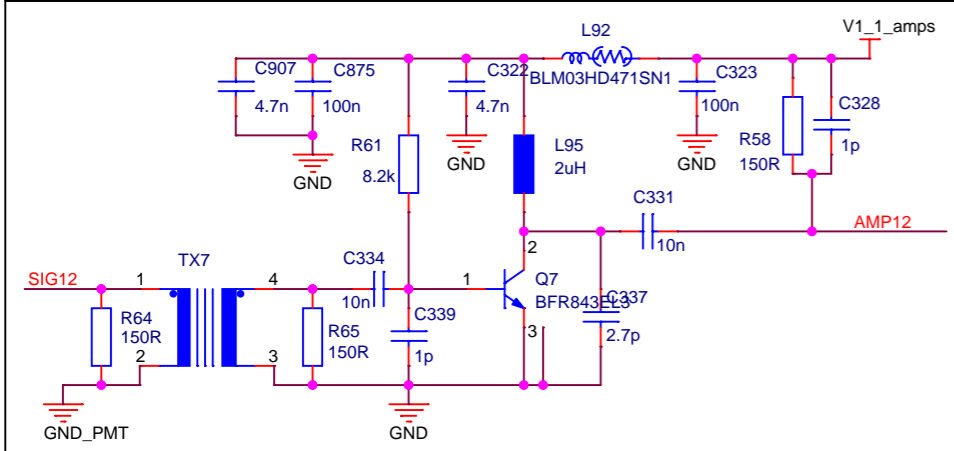 V1_1_amps
L92
C907
C875
C322
BLM03HD471SN1
C323
4.7n
100n
4.7n
100n
C328
R61
R58
1p
8.2k
L95
150R
GND
GND
GND
2uH
C331
AMP12
10n
2
TX7
C334
SIG12
1
4
1
Q7
10n
BFR843EL3
C337
R64
R65
C339
150R
150R
1p
3
2.7p
2
3
GND_PMT
GND